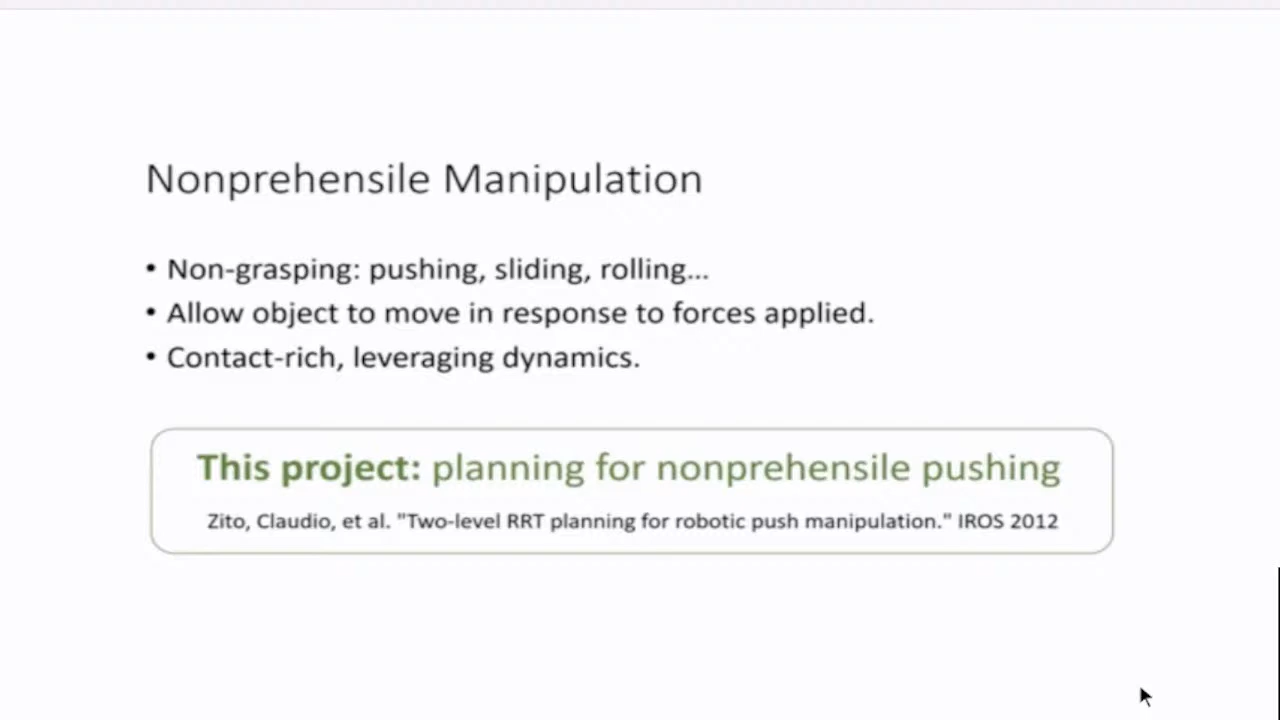 Nonprehensile Manipulation
• Non-grasping: pushing, sliding, rolling...
• Allow object to move in response to forces applied.
• Contact-rich, leveraging dynamics.
This project: planning for nonprehensile pushing
Zito, Claudio, et al. "Two-level RRT planning for robotic push manipulation." IROS 2012